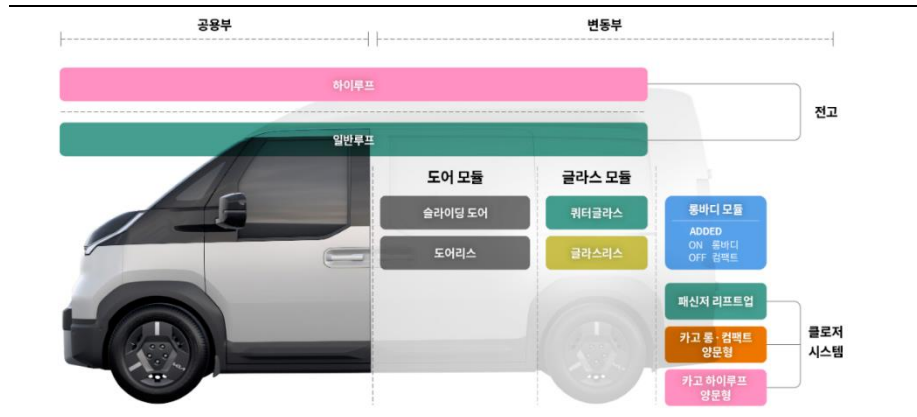 공용부
변동부
하이루프
전고
일반루프
도어 모듈
글라스 모듈
슬라이딩 도어
쿼터글라스
롱바디 모듈
ADDED
ON 롱바디
OFF 컴팩트
도어리스
글라스리스
패신저 리프트업
카고 롱·컴팩트
양문형
클로저
시스템
카고 하이루프
양문형